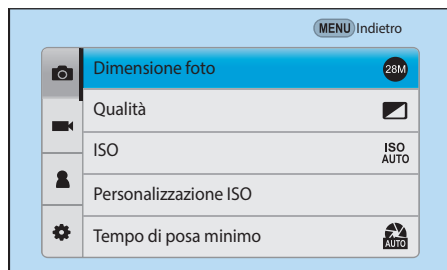 MENU Indietro
Dimensione foto 28M
Qualità
ISO ISO AUTO
Personalizzazione ISO
Tempo di posa minimo AUTO